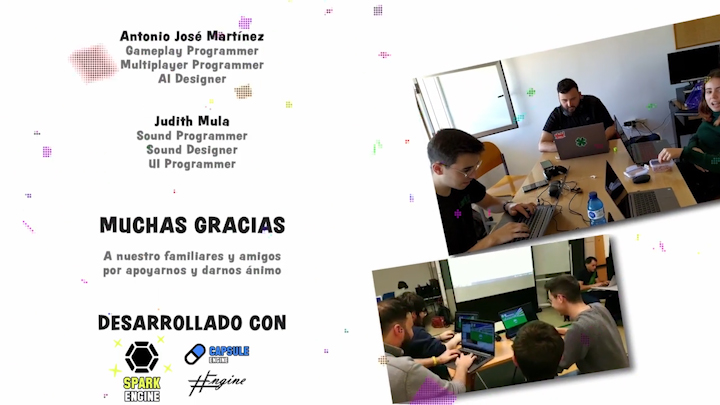 Antonio José Martínez
Gameplay Programmer
Multiplayer Programmer
AI Designer
Judith Mula
Sound Programmer
Sound Designer
UI Programmer
MUCHAS GRACIAS
A nuestro familiares y amigos
por apoyarnos y darnos ánimo
DESARROLLADO CON
SPARK
ENGINE
CAPSULE
ENGINE
#Engine